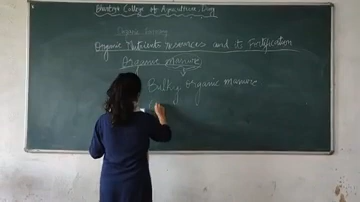 Bhartiya College of Agriculture, Durg
Organic Farming
Organic Nutrients resources and its Fortification
Organic manure
Bulky organic manure